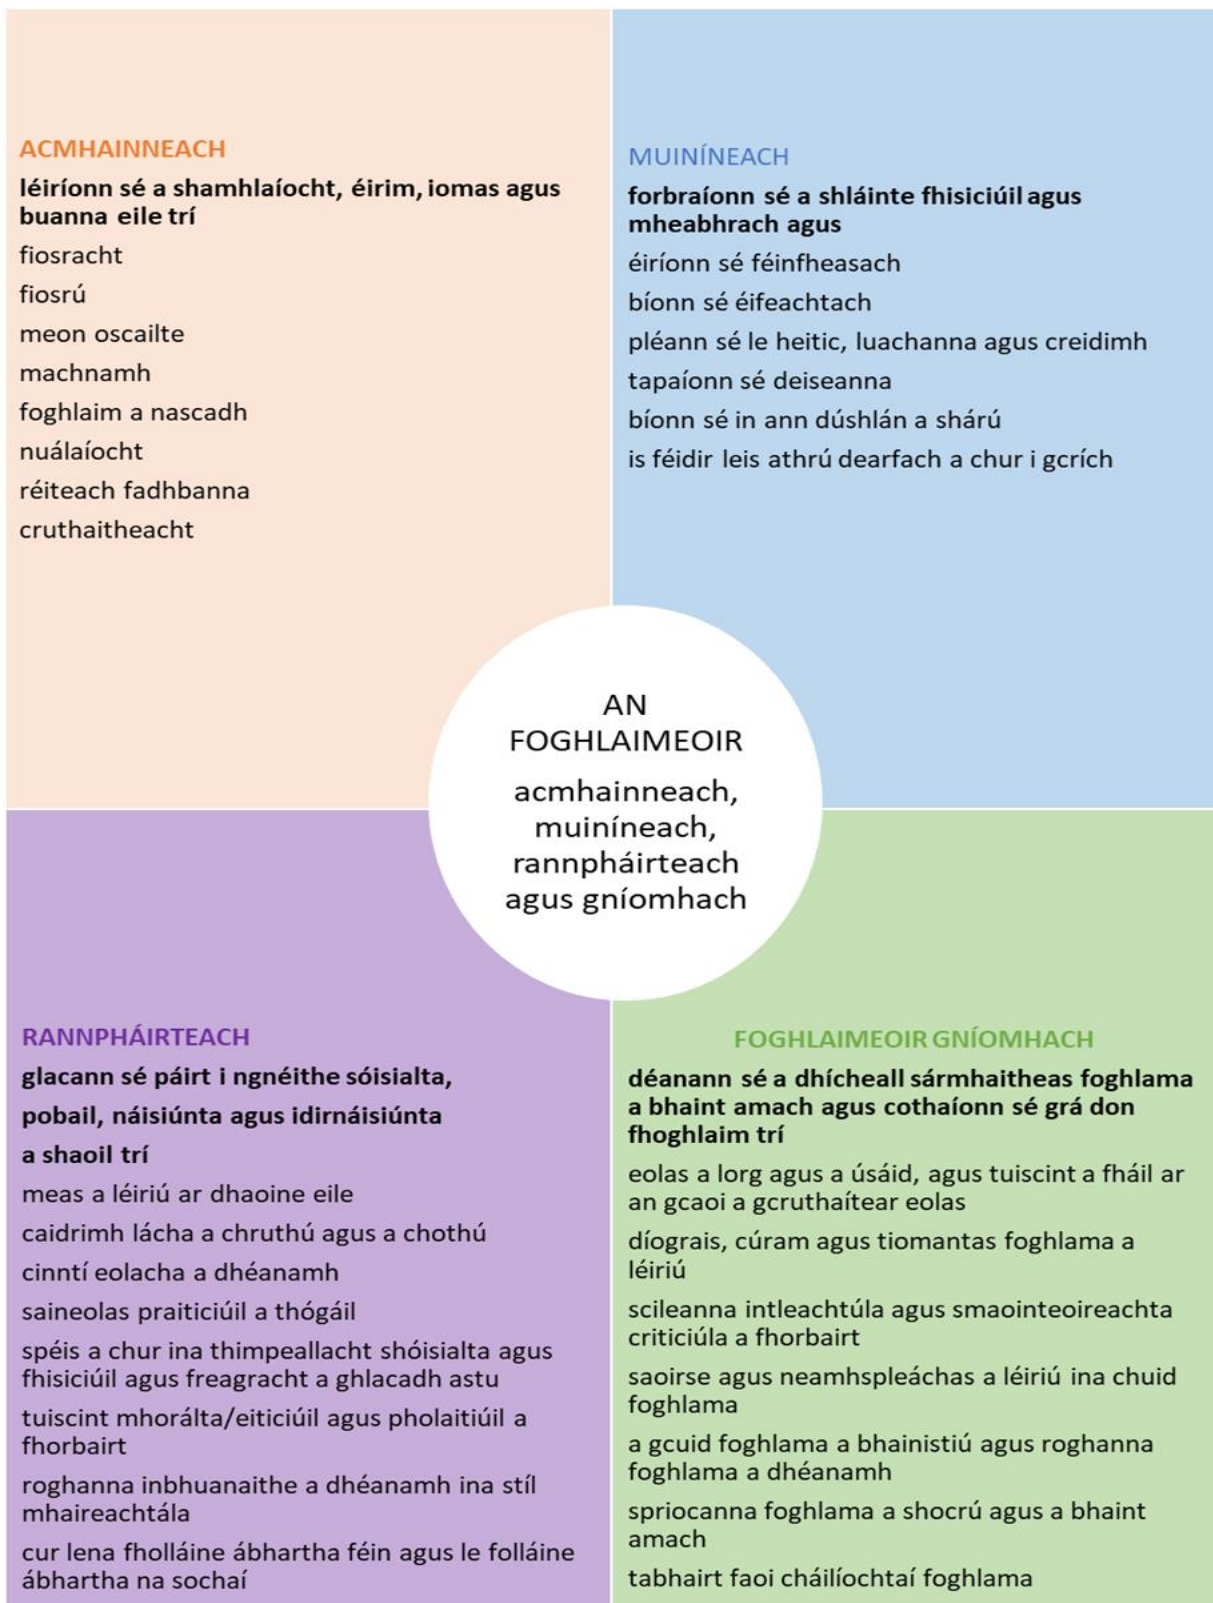 ACMHAINNEACH
léiríonn sé a shamhlaíocht, éirim, iomas agus
buanna eile trí
fiosracht
fiosrú
meon oscailte
machnamh
foghlaim a nascadh
nuálaíocht
réiteach fadhbanna
cruthaitheacht
MUINÍNEACH
forbraíonn sé a shláinte fhisiciúil agus
mheabhrach agus
éiríonn sé féinfheasach
bíonn sé éifeachtach
pléann sé le heitic, luachanna agus creidimh
tapaíonn sé deiseanna
bíonn sé in ann dúshlán a shárú
is féidir leis athrú dearfach a chur i gcrích
AN
FOGHLAIMEOIR
acmhainneach,
muiníneach,
rannpháirteach
agus gníomhach
RANNPHÁIRTEACH
glacann sé páirt i ngnéithe sóisialta,
pobail, náisiúnta agus idirnáisiúnta
a shaoil trí
meas a léiriú ar dhaoine eile
caidrimh lácha a chruthú agus a chothú
cinntí eolacha a dhéanamh
saineolas praiticiúil a thógáil
spéis a chur ina thimpeallacht shóisialta agus
fhisiciúil agus freagracht a ghlacadh astu
tuiscint mhorálta/eiticiúil agus pholaitiúil a
fhorbairt
roghanna inbhuanaithe a dhéanamh ina stíl
mhaireachtála
cur lena fholláine ábhartha féin agus le folláine
ábhartha na sochaí
FOGHLAIMEOIR GNÍOMHACH
déanann sé a dhícheall sármhaitheas foghlama
a bhaint amach agus cothaíonn sé grá don
fhoghlaim trí
eolas a lorg agus a úsáid, agus tuiscint a fháil ar
an gcaoi a gcruthaítear eolas
díograis, cúram agus tiomantas foghlama a
léiriú
scileanna intleachtúla agus smaointeoireachta
criticiúla a fhorbairt
saoirse agus neamhspleáchas a léiriú ina chuid
foghlama
a gcuid foghlama a bhainistiú agus roghanna
foghlama a dhéanamh
spriocanna foghlama a shocrú agus a bhaint
amach
tabhairt faoi cháilíochtaí foghlama